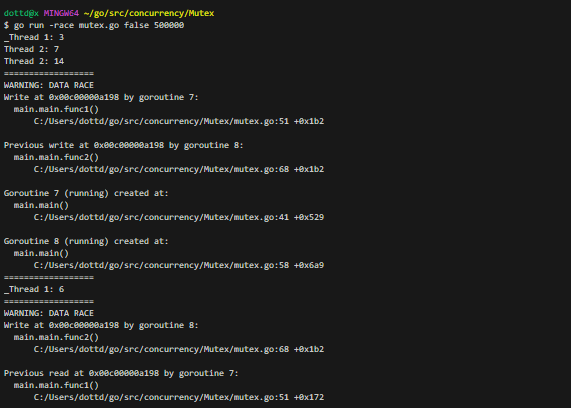 dottd@x MINGW64 ~/go/src/concurrency/Mutex
$ go run -race mutex.go false 500000
_Thread 1: 3
Thread 2: 7
Thread 2: 14
==================
WARNING: DATA RACE
Write at 0x00c00000a198 by goroutine 7:
  main.main.func1()
      C:/Users/dottd/go/src/concurrency/Mutex/mutex.go:51 +0x1b2

Previous write at 0x00c00000a198 by goroutine 8:
  main.main.func2()
      C:/Users/dottd/go/src/concurrency/Mutex/mutex.go:68 +0x1b2

Goroutine 7 (running) created at:
  main.main()
      C:/Users/dottd/go/src/concurrency/Mutex/mutex.go:41 +0x529

Goroutine 8 (running) created at:
  main.main()
      C:/Users/dottd/go/src/concurrency/Mutex/mutex.go:58 +0x6a9
==================
_Thread 1: 6
==================
WARNING: DATA RACE
Write at 0x00c00000a198 by goroutine 8:
  main.main.func2()
      C:/Users/dottd/go/src/concurrency/Mutex/mutex.go:68 +0x1b2

Previous read at 0x00c00000a198 by goroutine 7:
  main.main.func1()
      C:/Users/dottd/go/src/concurrency/Mutex/mutex.go:51 +0x172